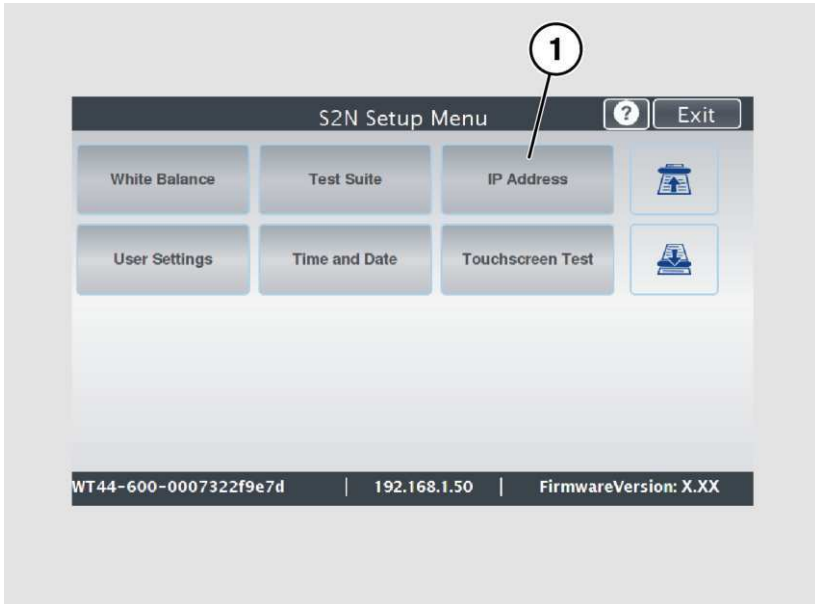 1
S2N Setup Menu ? Exit
White Balance Test Suite IP Address
User Settings Time and Date Touchscreen Test
WT44-600-0007322f9e7d | 192.168.1.50 | FirmwareVersion: X.XX